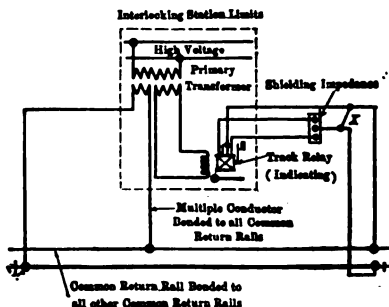 Interlocking Station Limits
High Voltage
Primary
Transformer
Shielding Impedance
X
Track Relay
(Indicating)
Multiple Conductor
Bonded to all Common
Return Rails
Common Return Rail Bonded to
all other Common Return Rails